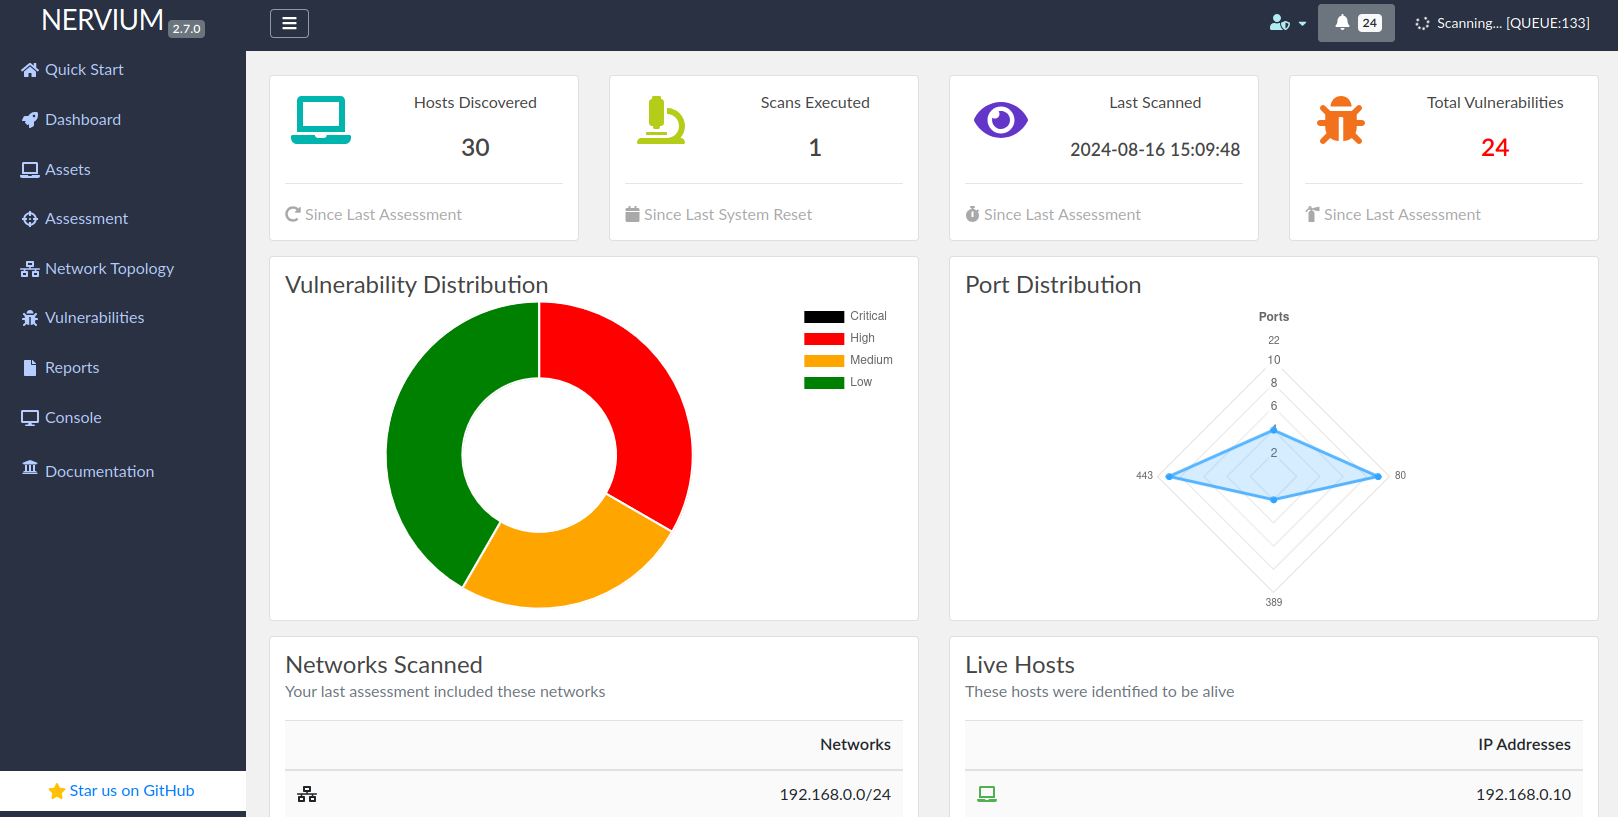 NERVIUM 2.7.0
24
Scanning... [QUEUE:133]
Quick Start
Dashboard
Assets
Assessment
Network Topology
Vulnerabilities
Reports
Console
Documentation
Star us on GitHub
Hosts Discovered
30
Since Last Assessment
Scans Executed
1
Since Last System Reset
Last Scanned
2024-08-16 15:09:48
Since Last Assessment
Total Vulnerabilities
24
Since Last Assessment
Vulnerability Distribution
Critical
High
Medium
Low
Port Distribution
Ports
22
10
8
6
2
443
80
389
Networks Scanned
Your last assessment included these networks
Networks
192.168.0.0/24
Live Hosts
These hosts were identified to be alive
IP Addresses
192.168.0.10